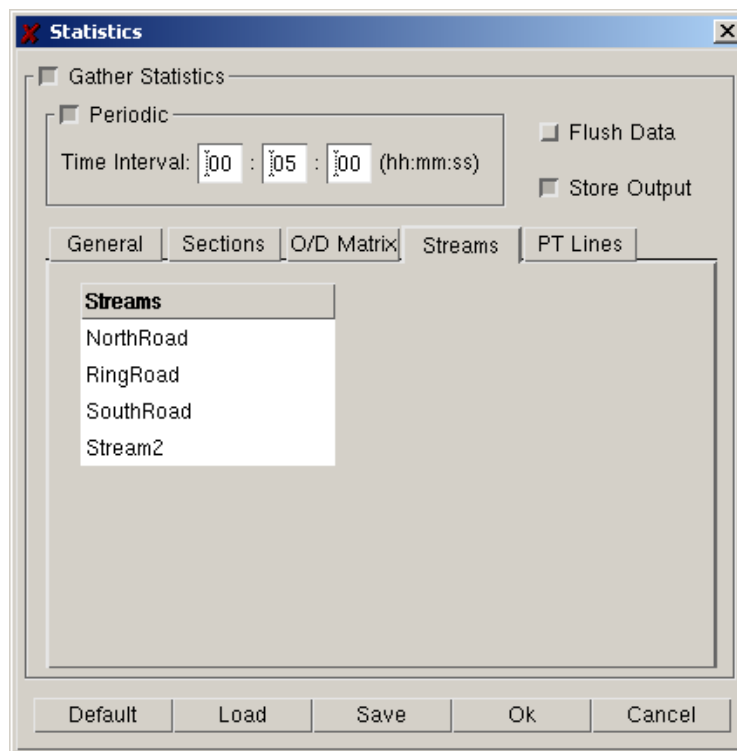 Statistics
Gather Statistics
Periodic
Time Interval: 00 : 05 : 00 (hh:mm:ss)
Flush Data
Store Output
General Sections O/D Matrix Streams PT Lines
Streams
NorthRoad
RingRoad
SouthRoad
Stream2
Default Load Save Ok Cancel